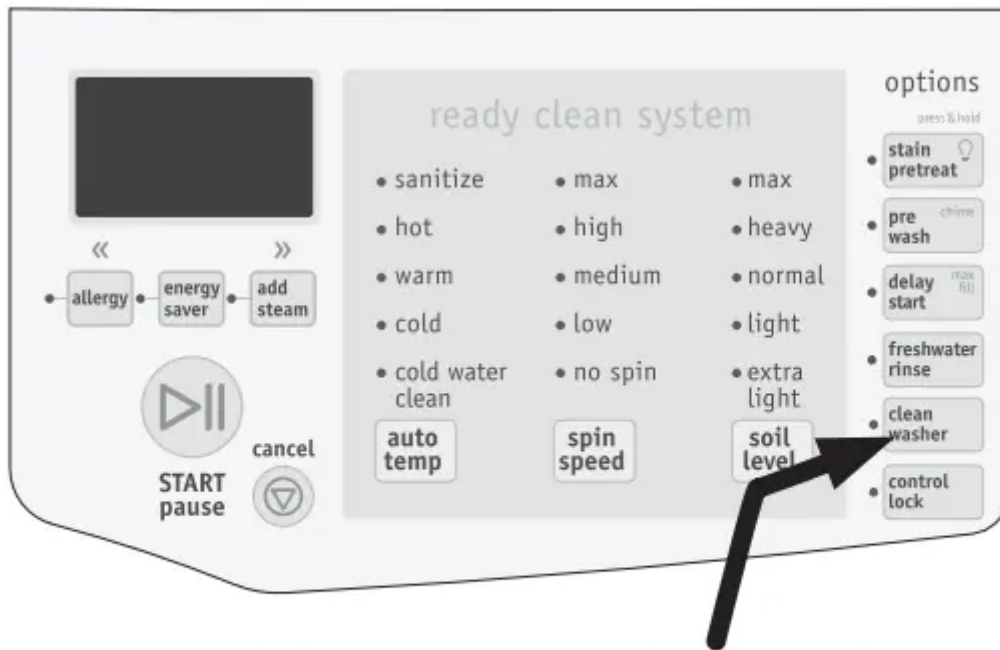 «
»
allergy
energy
saver
add
steam
START
pause
cancel
ready clean system
• sanitize
• hot
• warm
• cold
• cold water
clean
auto
temp
• max
• high
• medium
• low
• no spin
spin
speed
• max
• heavy
• normal
• light
• extra
light
soil
level
options
press & hold
stain
pretreat
pre
wash
chime
delay
start
max
fill
freshwater
rinse
clean
washer
control
lock